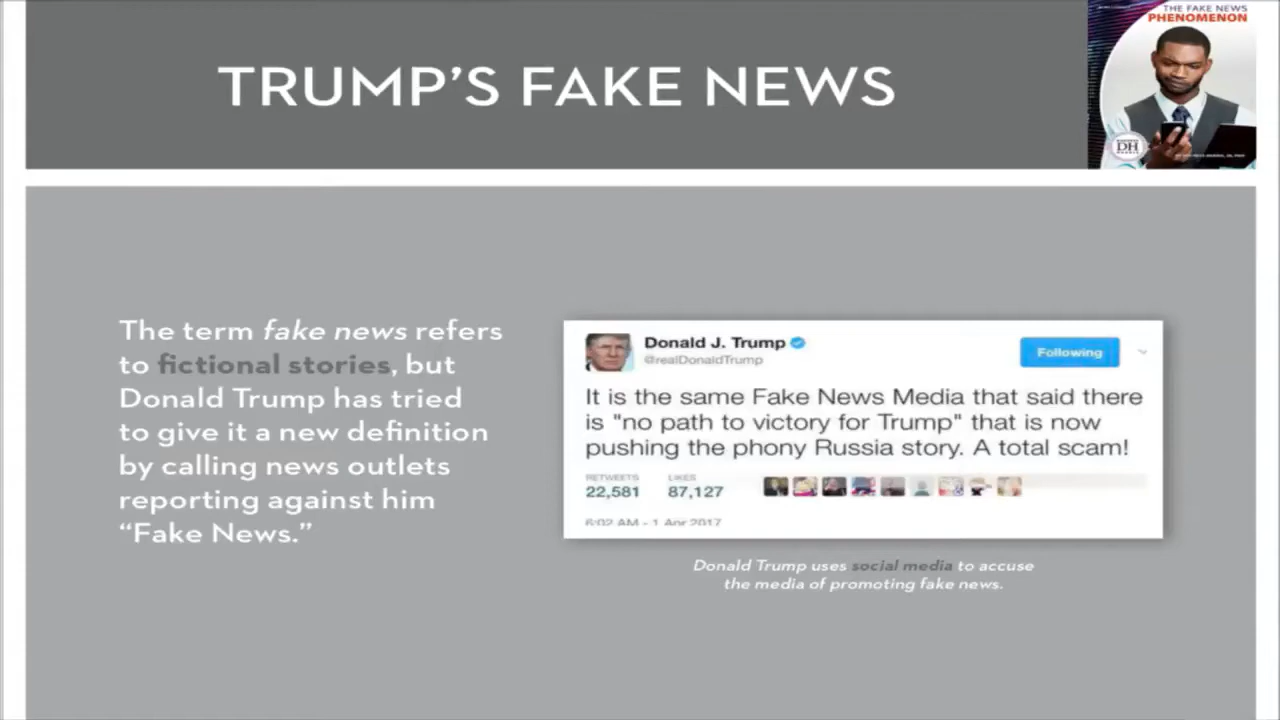 THE FAKE NEWS
PHENOMENON
TRUMP'S FAKE NEWS
DH
The term fake news refers
to fictional stories, but
Donald Trump has tried
to give it a new definition
by calling news outlets
reporting against him
“Fake News.”
Donald J. Trump
@realDonaldTrump
Following
It is the same Fake News Media that said there
is "no path to victory for Trump" that is now
pushing the phony Russia story. A total scam!
RETWEETS LIKES
22,581 87,127
6:02 AM - 1 Apr 2017
Donald Trump uses social media to accuse
the media of promoting fake news.